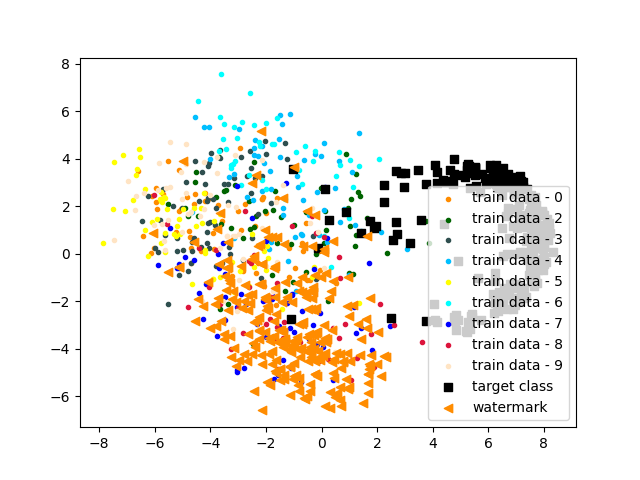 8
6
4
2
0
−2
−4
−6
−8 −6 −4 −2 0 2 4 6 8
train data - 0
train data - 2
train data - 3
train data - 4
train data - 5
train data - 6
train data - 7
train data - 8
train data - 9
target class
watermark